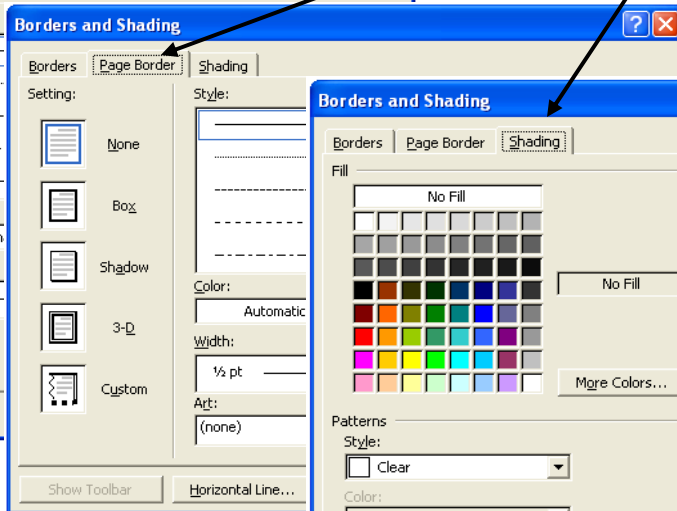 Borders and Shading
Borders
Page Border
Shading
Setting:
None
Box
Shadow
3-D
Custom
Style:
Color:
Automatic
Width:
½ pt
Art:
(none)
Show Toolbar
Horizontal Line...
Borders and Shading
Borders
Page Border
Shading
Fill
No Fill
No Fill
More Colors...
Patterns
Style:
Clear
Color: